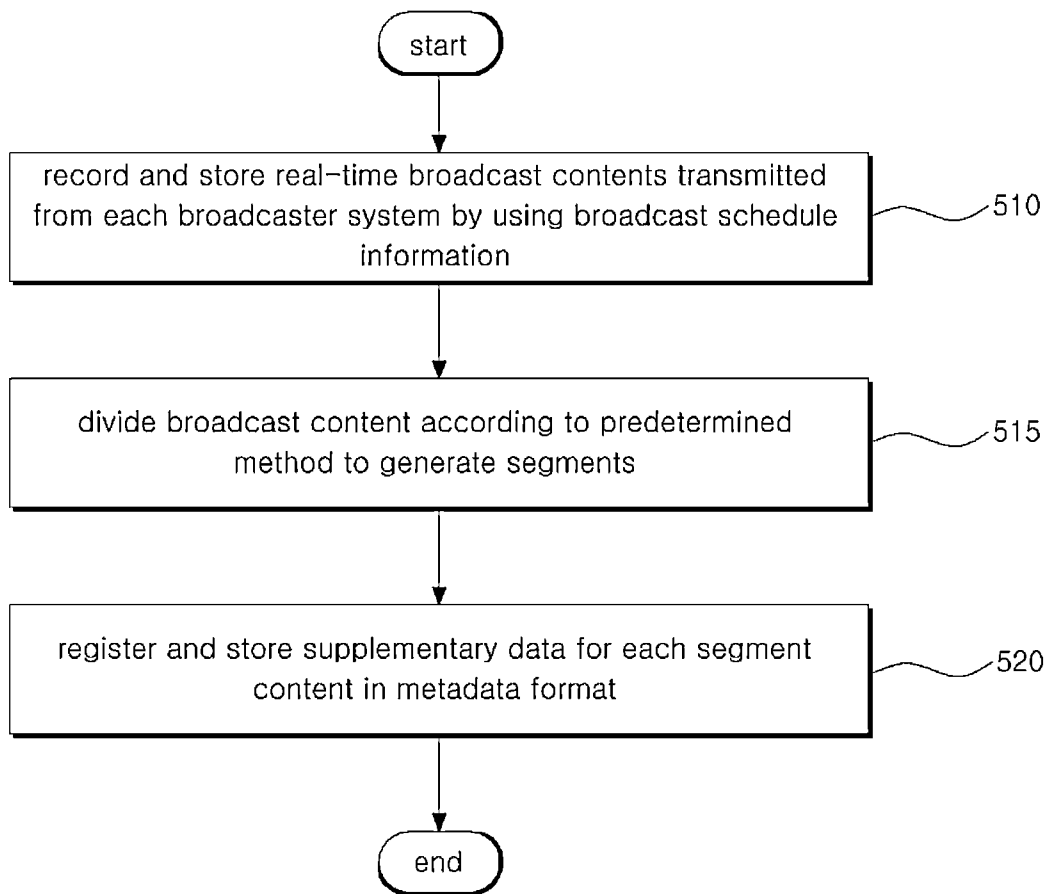 start
record and store real-time broadcast contents transmitted
from each broadcaster system by using broadcast schedule
information
510
divide broadcast content according to predetermined
method to generate segments
515
register and store supplementary data for each segment
content in metadata format
520
end